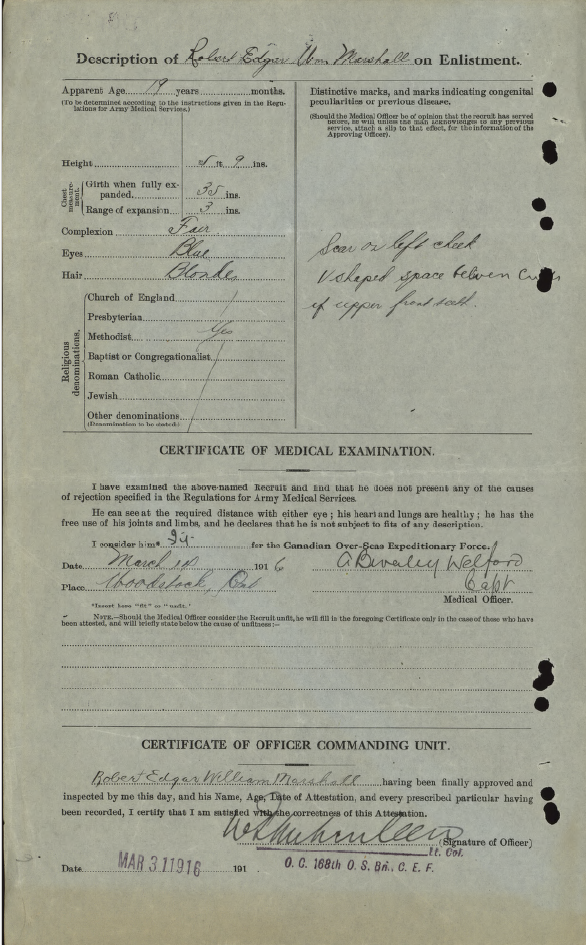 Description of Robert Edgar Wm Marshall on Enlistment.
Apparent Age 19 years months.
(To be determined according to the instructions given in the Regu-
lations for Army Medical Services.)
Height 5 ft 9 ins.
Chest measure-ment.
Girth when fully ex-
panded 35 ins.
Range of expansion 3 ins.
Complexion Fair
Eyes Blue
Hair Blonde
Religious denominations.
Church of England
Presbyterian
Methodist Yes
Baptist or Congregationalist
Roman Catholic
Jewish
Other denominations
(Denomination to be stated.)
Distinctive marks, and marks indicating congenital
peculiarities or previous disease.
(Should the Medical Officer be of opinion that the recruit has served
before, he will unless the man acknowledges to any previous
service, attach a slip to that effect, for the information of the
Approving Officer).
Scar on left cheek
V shaped space between
of upper front teeth.
CERTIFICATE OF MEDICAL EXAMINATION.
I have examined the above-named Recruit and find that he does not present any of the causes
of rejection specified in the Regulations for Army Medical Services.
He can see at the required distance with either eye; his heart and lungs are healthy; he has the
free use of his joints and limbs, and he declares that he is not subject to fits of any description.
I consider him* fit for the Canadian Over-Seas Expeditionary Force.
Date March 1916
Place Woodstock, Ont
A. Beverley Welford
Capt
Medical Officer.
*Insert here "fit" or "unfit."
NOTE.—Should the Medical Officer consider the Recruit unfit, he will fill in the foregoing Certificate only in the case of those who have
been attested, and will briefly state below the cause of unfitness:—
CERTIFICATE OF OFFICER COMMANDING UNIT.
Robert Edgar William Marshall having been finally approved and
inspected by me this day, and his Name, Age, Date of Attestation, and every prescribed particular having
been recorded, I certify that I am satisfied with the correctness of this Attestation.
(Signature of Officer)
Lt. Col.
O. C. 168th O. S. Bn., C. E. F.
Date MAR 31 1916 191